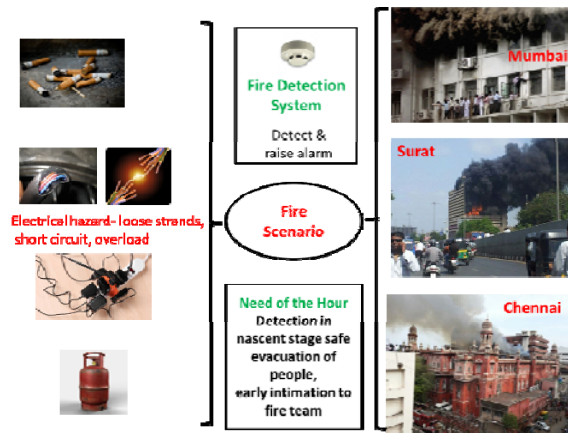 Fire Detection
System
Detect &
raise alarm
Electrical hazard- loose strands,
short circuit, overload
Fire
Scenario
Need of the Hour
Detection in
nascent stage safe
evacuation of
people,
early intimation to
fire team
Mumbai
Surat
Chennai